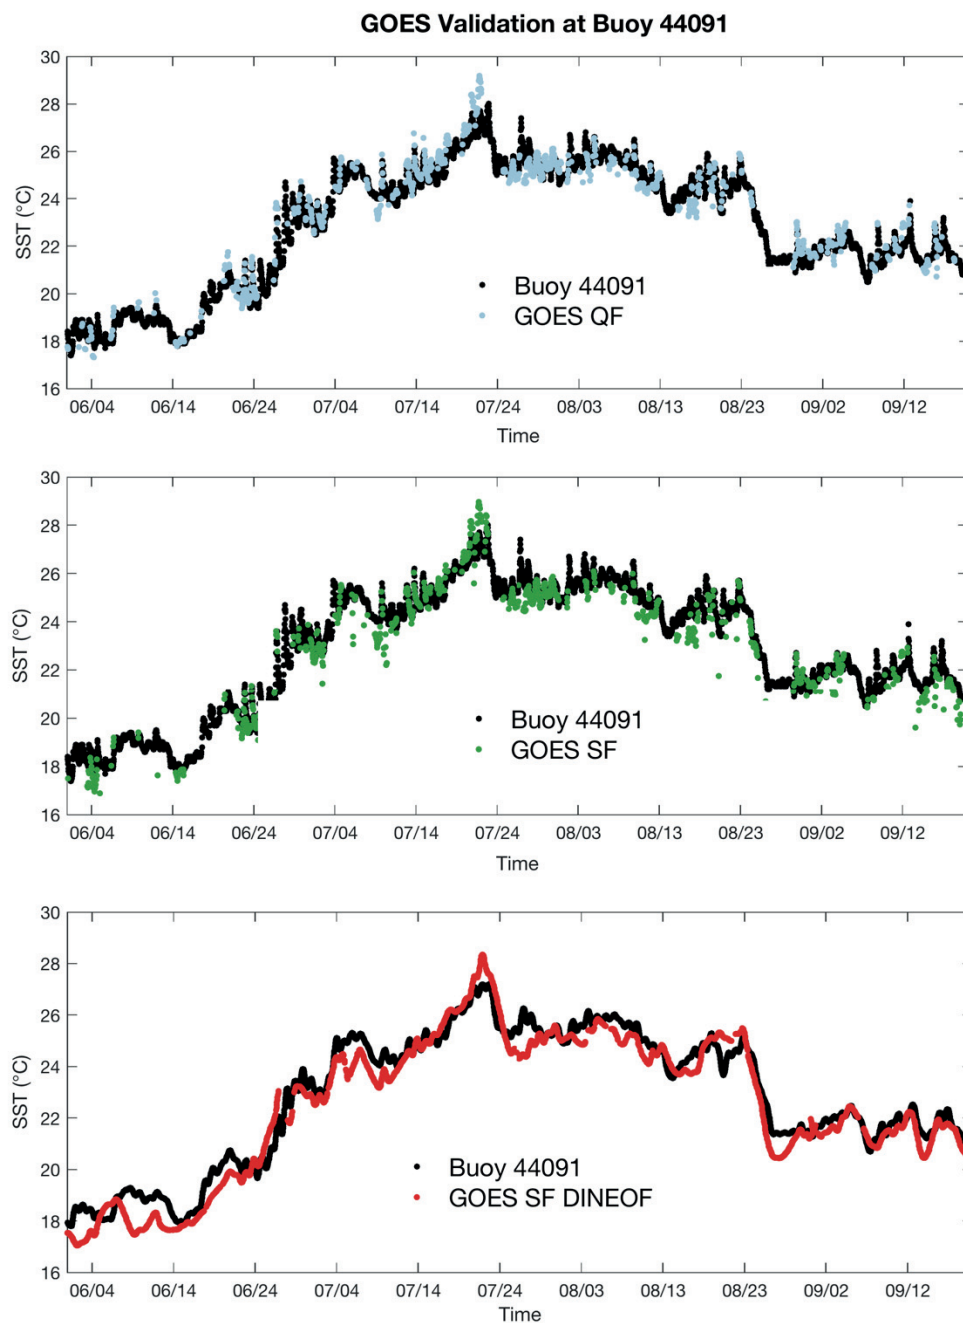 GOES Validation at Buoy 44091
30
28
26
24
22
20
18
16
SST (°C)
Buoy 44091
GOES QF
06/04 06/14 06/24 07/04 07/14 07/24 08/03 08/13 08/23 09/02 09/12
Time
30
28
26
24
22
20
18
16
SST (°C)
Buoy 44091
GOES SF
06/04 06/14 06/24 07/04 07/14 07/24 08/03 08/13 08/23 09/02 09/12
Time
30
28
26
24
22
20
18
16
SST (°C)
Buoy 44091
GOES SF DINEOF
06/04 06/14 06/24 07/04 07/14 07/24 08/03 08/13 08/23 09/02 09/12
Time